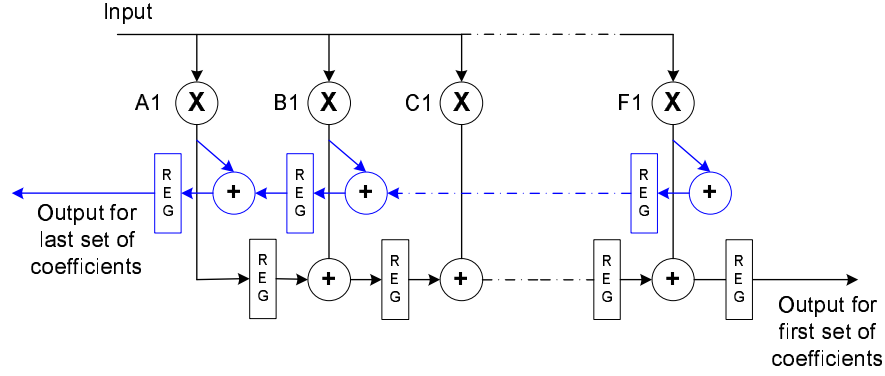 Input
A1 X B1 X C1 X F1 X
REG + REG + REG +
Output for
last set of
coefficients
REG + REG + REG + REG
Output for
first set of
coefficients